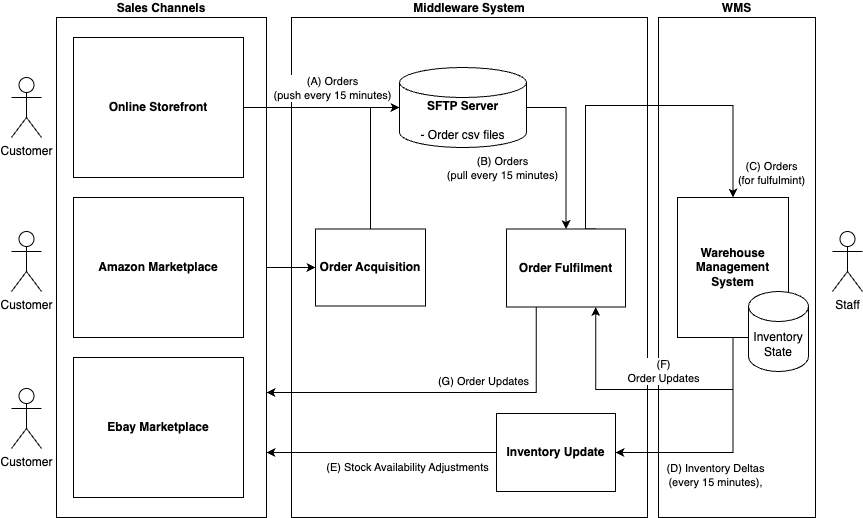 Sales Channels
Middleware System
WMS
Online Storefront
(A) Orders
(push every 15 minutes)
SFTP Server
- Order csv files
(B) Orders
(pull every 15 minutes)
(C) Orders
(for fulfulmint)
Customer
Amazon Marketplace
Order Acquisition
Order Fulfilment
Warehouse
Management
System
Customer
Staff
Inventory
State
(F)
Order Updates
(G) Order Updates
Ebay Marketplace
Inventory Update
Customer
(E) Stock Availability Adjustments
(D) Inventory Deltas
(every 15 minutes),